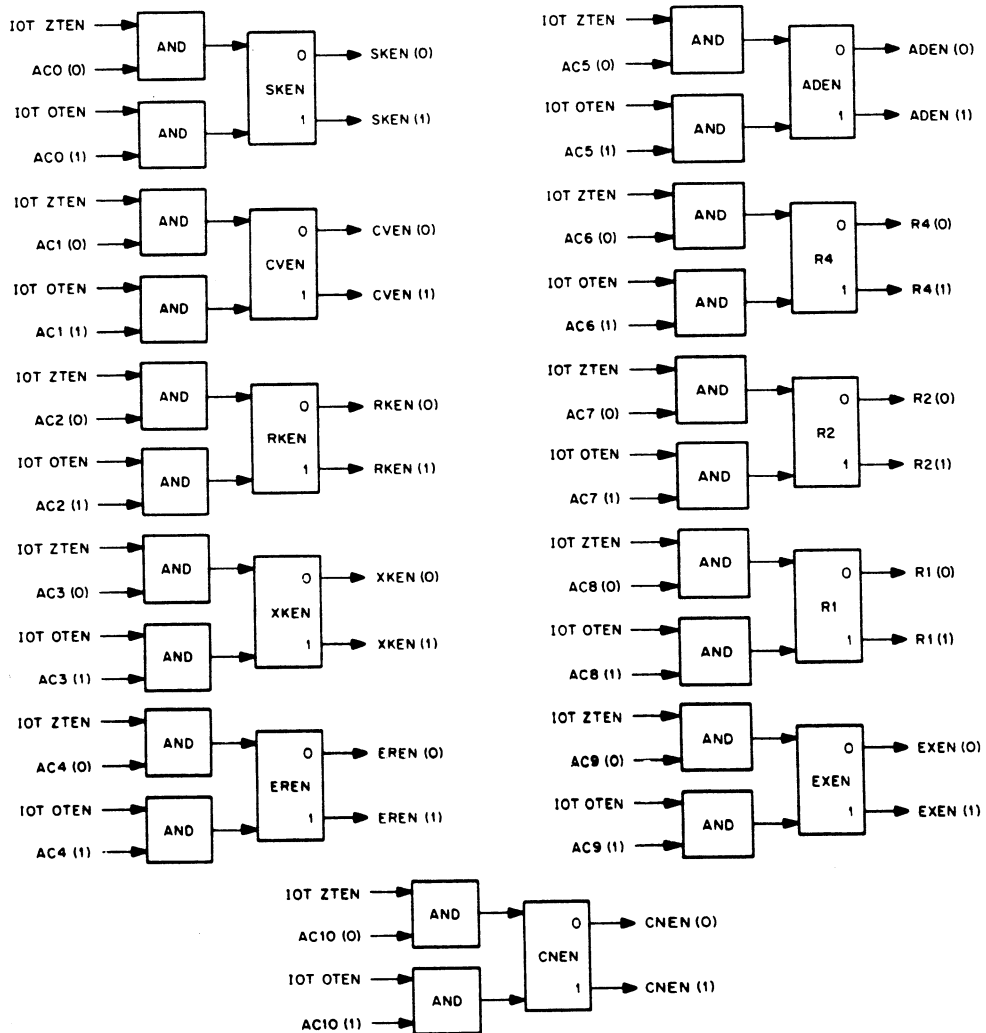 IOT ZTEN
AC0 (0)
AND
IOT OTEN
AC0 (1)
AND
0
SKEN
1
SKEN (0)
SKEN (1)
IOT ZTEN
AC1 (0)
AND
IOT OTEN
AC1 (1)
AND
0
CVEN
1
CVEN (0)
CVEN (1)
IOT ZTEN
AC2 (0)
AND
IOT OTEN
AC2 (1)
AND
0
RKEN
1
RKEN (0)
RKEN (1)
IOT ZTEN
AC3 (0)
AND
IOT OTEN
AC3 (1)
AND
0
XKEN
1
XKEN (0)
XKEN (1)
IOT ZTEN
AC4 (0)
AND
IOT OTEN
AC4 (1)
AND
0
EREN
1
EREN (0)
EREN (1)
IOT ZTEN
AC5 (0)
AND
IOT OTEN
AC5 (1)
AND
0
ADEN
1
ADEN (0)
ADEN (1)
IOT ZTEN
AC6 (0)
AND
IOT OTEN
AC6 (1)
AND
0
R4
1
R4 (0)
R4 (1)
IOT ZTEN
AC7 (0)
AND
IOT OTEN
AC7 (1)
AND
0
R2
1
R2 (0)
R2 (1)
IOT ZTEN
AC8 (0)
AND
IOT OTEN
AC8 (1)
AND
0
R1
1
R1 (0)
R1 (1)
IOT ZTEN
AC9 (0)
AND
IOT OTEN
AC9 (1)
AND
0
EXEN
1
EXEN (0)
EXEN (1)
IOT ZTEN
AC10 (0)
AND
IOT OTEN
AC10 (1)
AND
0
CNEN
1
CNEN (0)
CNEN (1)